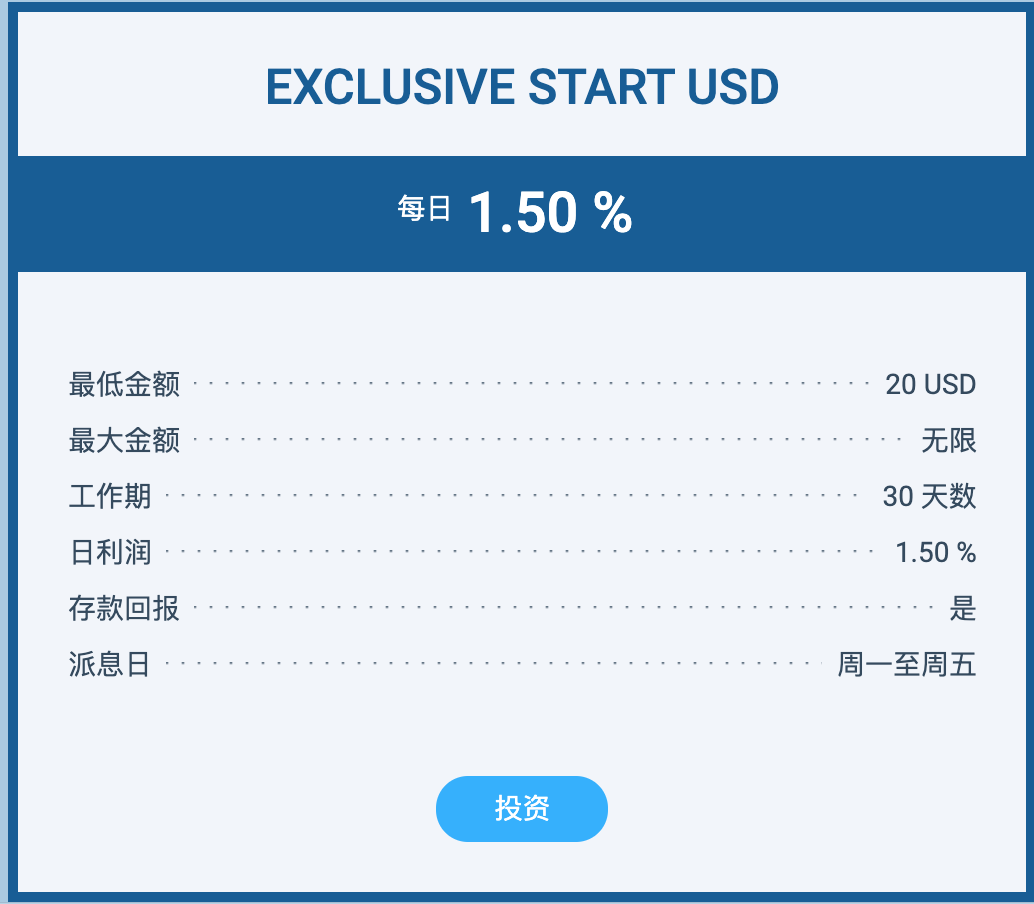 EXCLUSIVE START USD
每日 1.50 %
最低金额 20 USD
最大金额 无限
工作期 30 天数
日利润 1.50 %
存款回报 是
派息日 周一至周五
投资